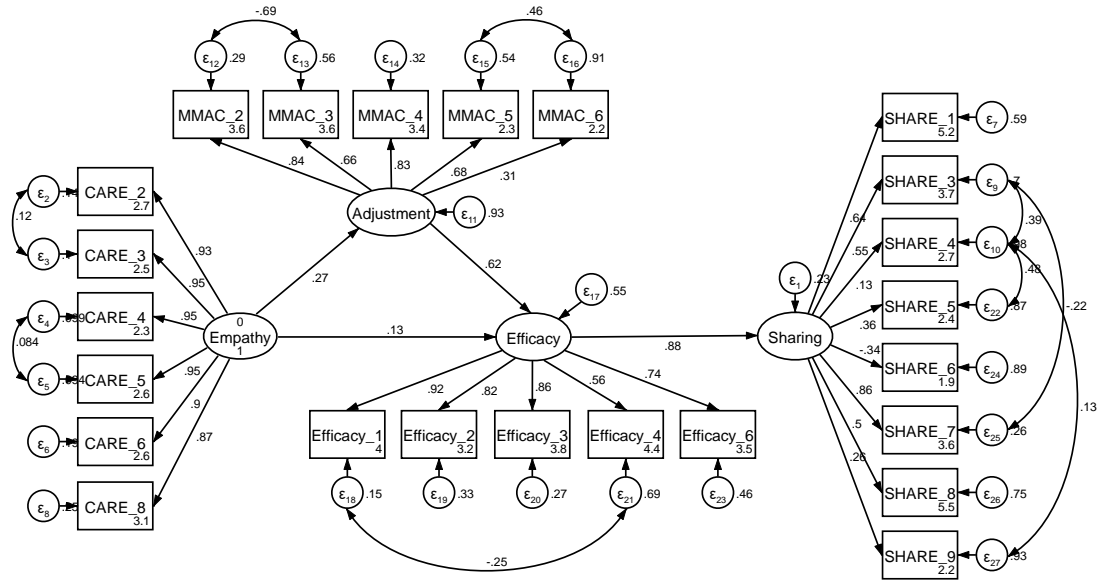 -.69
.46
ε12 .29
ε13 .56
ε14 .32
ε15 .54
ε16 .91
MMAC_2
3.6
MMAC_3
3.6
MMAC_4
3.4
MMAC_5
2.3
MMAC_6
2.2
.84
.66
.83
.68
.31
Adjustment
ε11 .93
ε2
CARE_2
2.7
.12
ε3
CARE_3
2.5
ε4
CARE_4
2.3
.084
ε5
CARE_5
2.6
ε6
CARE_6
2.6
ε8
CARE_8
3.1
.93
.95
.95
.95
.9
.87
0
Empathy
1
.27
.13
.62
ε17 .55
Efficacy
.88
.92
.82
.86
.56
.74
Efficacy_1
4
Efficacy_2
3.2
Efficacy_3
3.8
Efficacy_4
4.4
Efficacy_6
3.5
ε18 .15
ε19 .33
ε20 .27
ε21 .69
ε23 .46
-.25
ε1 .23
Sharing
.64
.55
.13
.36
-.34
.86
.5
.26
SHARE_1
5.2
ε7 .59
SHARE_3
3.7
ε9 .7
.39
SHARE_4
2.7
ε10
.48
SHARE_5
2.4
ε22 .87
-.22
SHARE_6
1.9
ε24 .89
.13
SHARE_7
3.6
ε25 .26
SHARE_8
5.5
ε26 .75
SHARE_9
2.2
ε27 .93